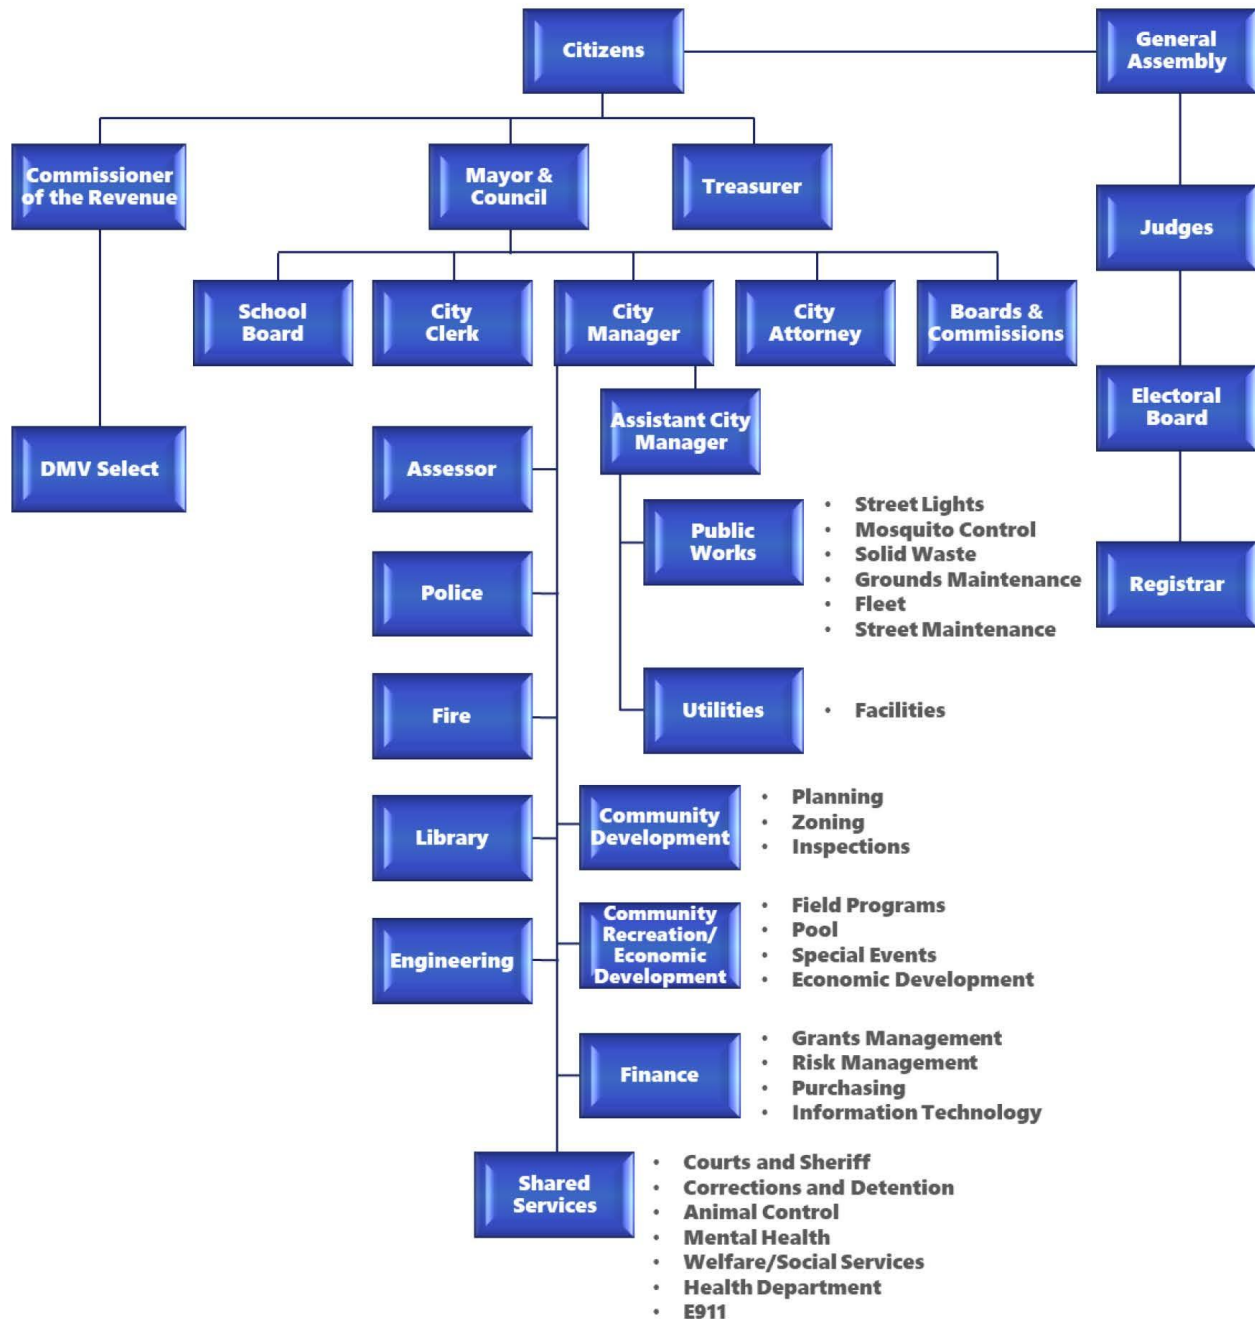 Citizens
General
Assembly
Commissioner
of the Revenue
Mayor &
Council
Treasurer
Judges
School
Board
City
Clerk
City
Manager
City
Attorney
Boards &
Commissions
Electoral
Board
Registrar
DMV Select
Assistant City
Manager
Assessor
Public
Works
• Street Lights
• Mosquito Control
• Solid Waste
• Grounds Maintenance
• Fleet
• Street Maintenance
Police
Utilities
• Facilities
Fire
Library
Community
Development
• Planning
• Zoning
• Inspections
Engineering
Community
Recreation/
Economic
Development
• Field Programs
• Pool
• Special Events
• Economic Development
Finance
• Grants Management
• Risk Management
• Purchasing
• Information Technology
Shared
Services
• Courts and Sheriff
• Corrections and Detention
• Animal Control
• Mental Health
• Welfare/Social Services
• Health Department
• E911